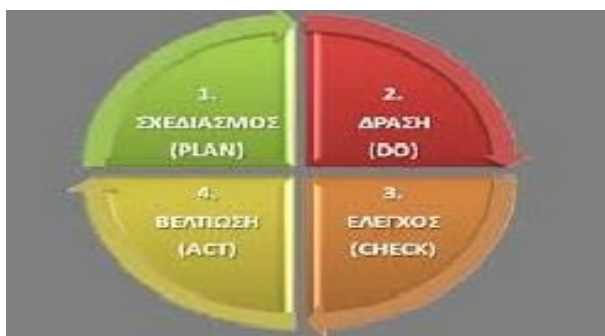 1.
ΣΧΕΔΙΑΣΜΟΣ
(PLAN)
2.
ΔΡΑΣΗ
(DO)
3.
ΕΛΕΓΧΟΣ
(CHECK)
4.
ΒΕΛΤΙΩΣΗ
(ACT)